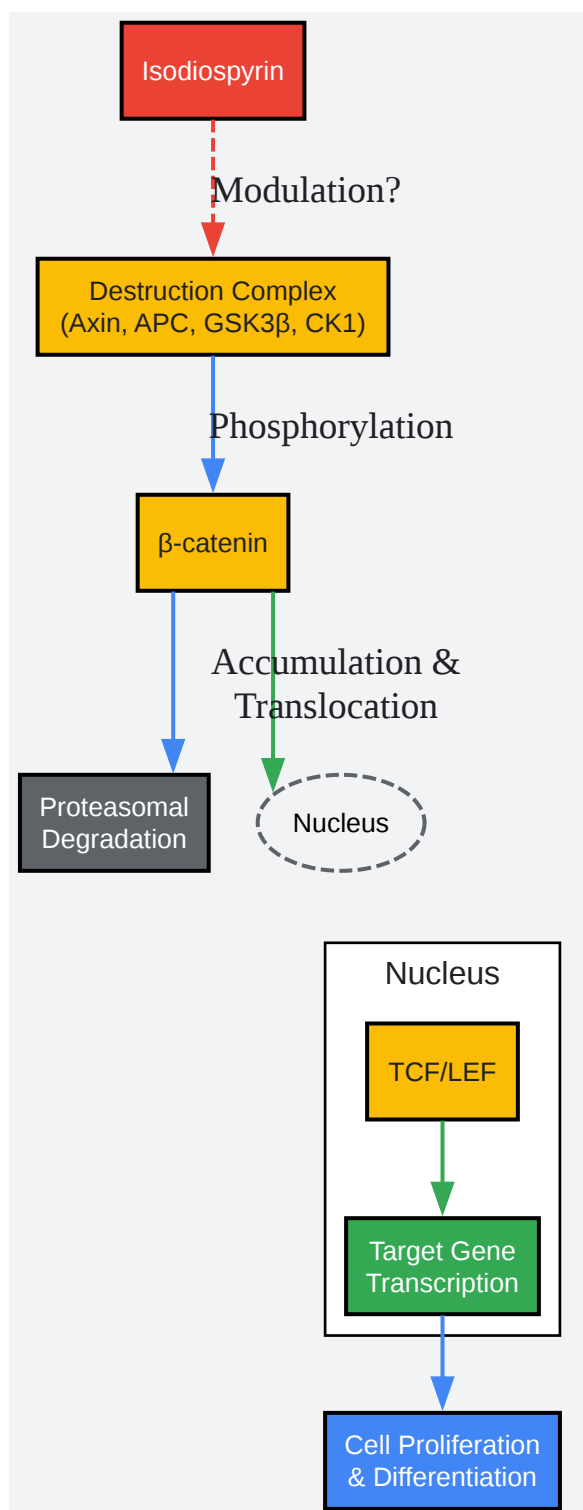 Isodiospyrin
Modulation?
Destruction Complex
(Axin, APC, GSK3β, CK1)
Phosphorylation
β-catenin
Accumulation &
Translocation
Proteasomal
Degradation
Nucleus
Nucleus
TCF/LEF
Target Gene
Transcription
Cell Proliferation
& Differentiation